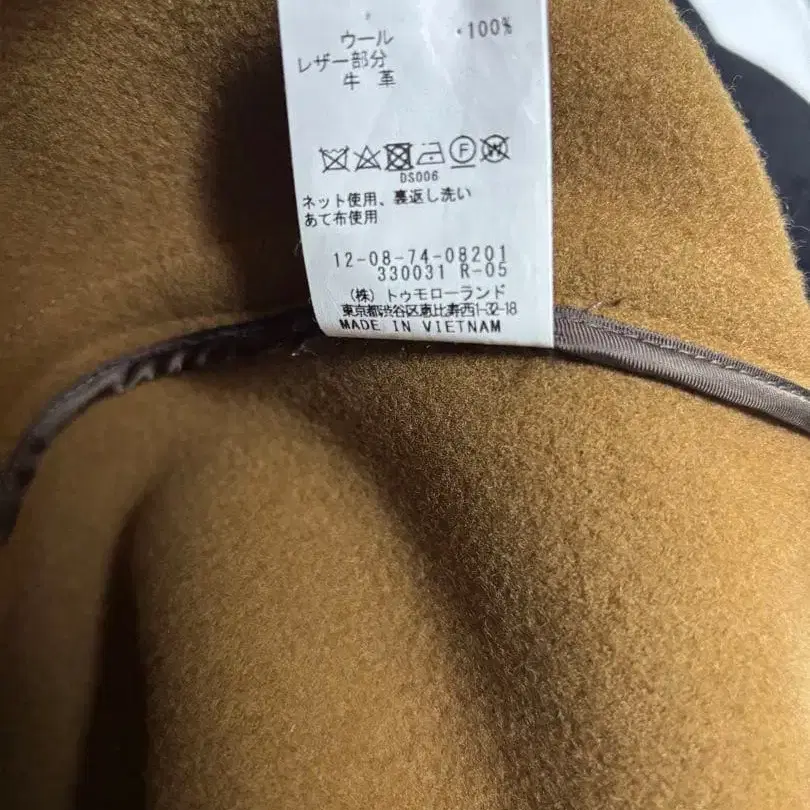 ウール ・100%
レザー部分
牛 革
F W
DS006
ネット使用、裏返し洗い
あて布使用
12-08-74-08201
330031 R-05
(株) トゥモローランド
東京都渋谷区恵比寿西1-32-18
MADE IN VIETNAM